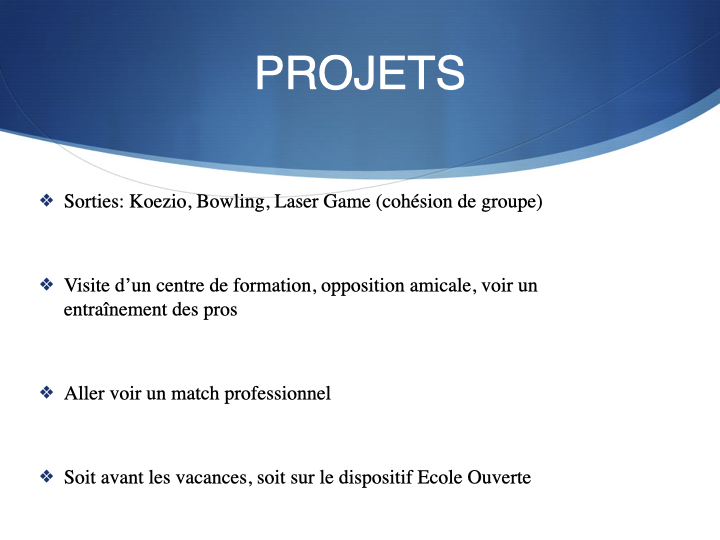 PROJETS
Sorties: Koezio, Bowling, Laser Game (cohésion de groupe)
Visite d’un centre de formation, opposition amicale, voir un
entraînement des pros
Aller voir un match professionnel
Soit avant les vacances, soit sur le dispositif Ecole Ouverte